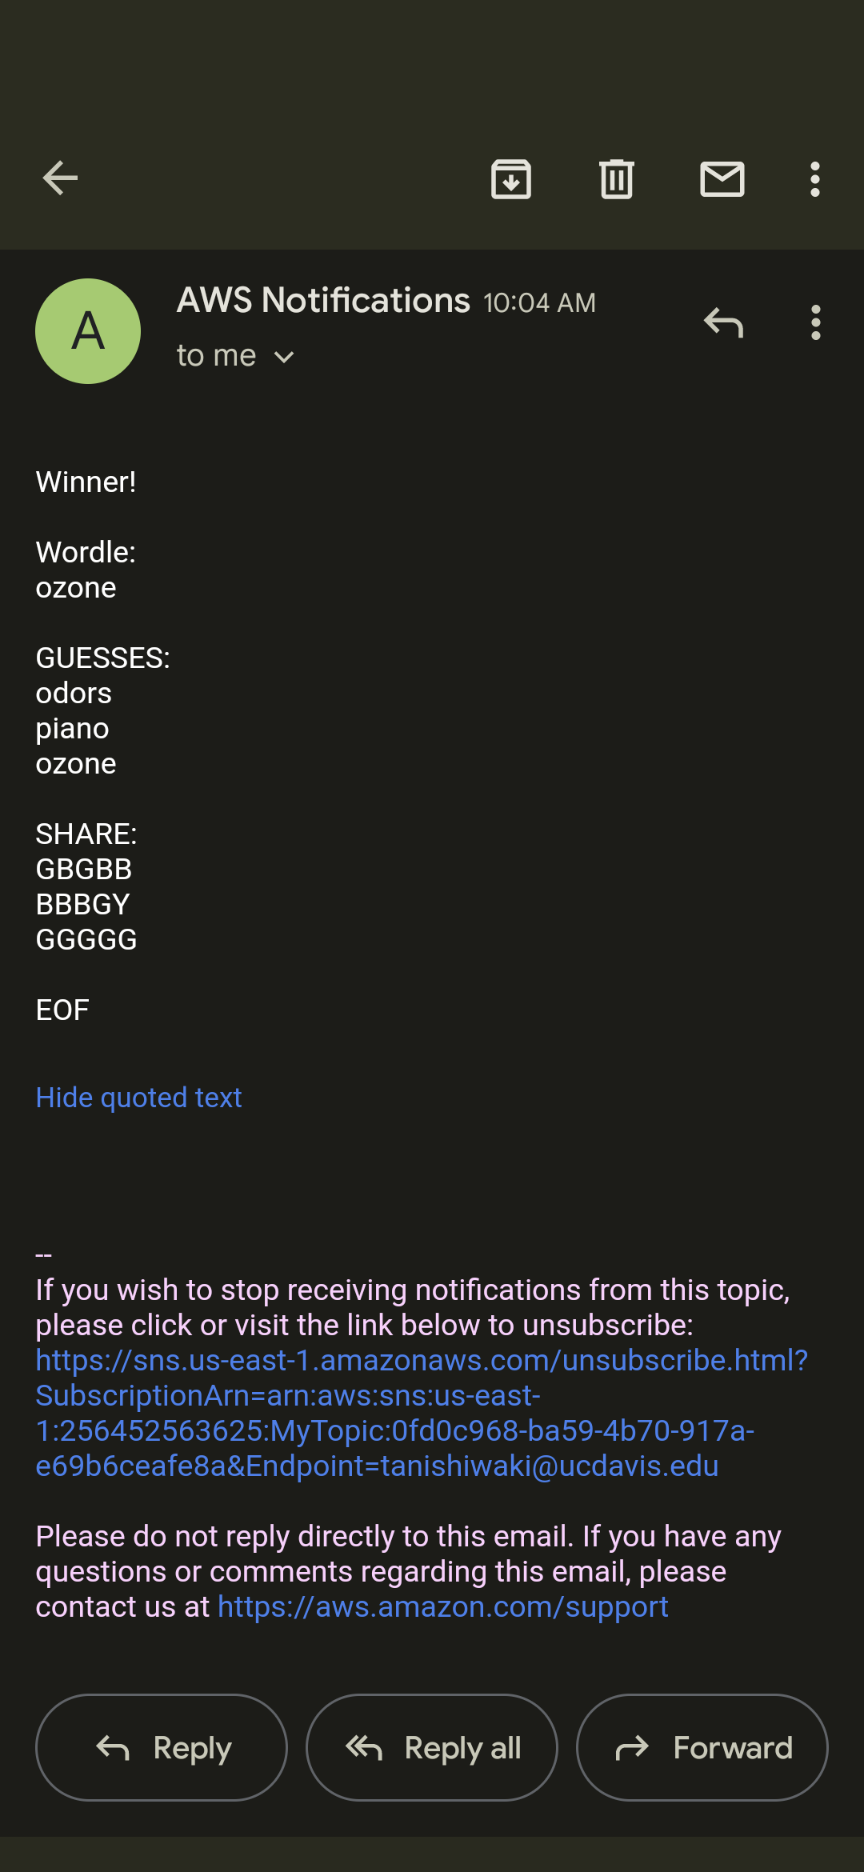 A
AWS Notifications 10:04 AM
to me
Winner!
Wordle:
ozone
GUESSES:
odors
piano
ozone
SHARE:
GBGBB
BBBGY
GGGGG
EOF
Hide quoted text
--
If you wish to stop receiving notifications from this topic,
please click or visit the link below to unsubscribe:
https://sns.us-east-1.amazonaws.com/unsubscribe.html?
SubscriptionArn=arn:aws:sns:us-east-
1:256452563625:MyTopic:0fd0c968-ba59-4b70-917a-
e69b6ceafe8a&Endpoint=tanishiwaki@ucdavis.edu
Please do not reply directly to this email. If you have any
questions or comments regarding this email, please
contact us at https://aws.amazon.com/support
Reply Reply all Forward